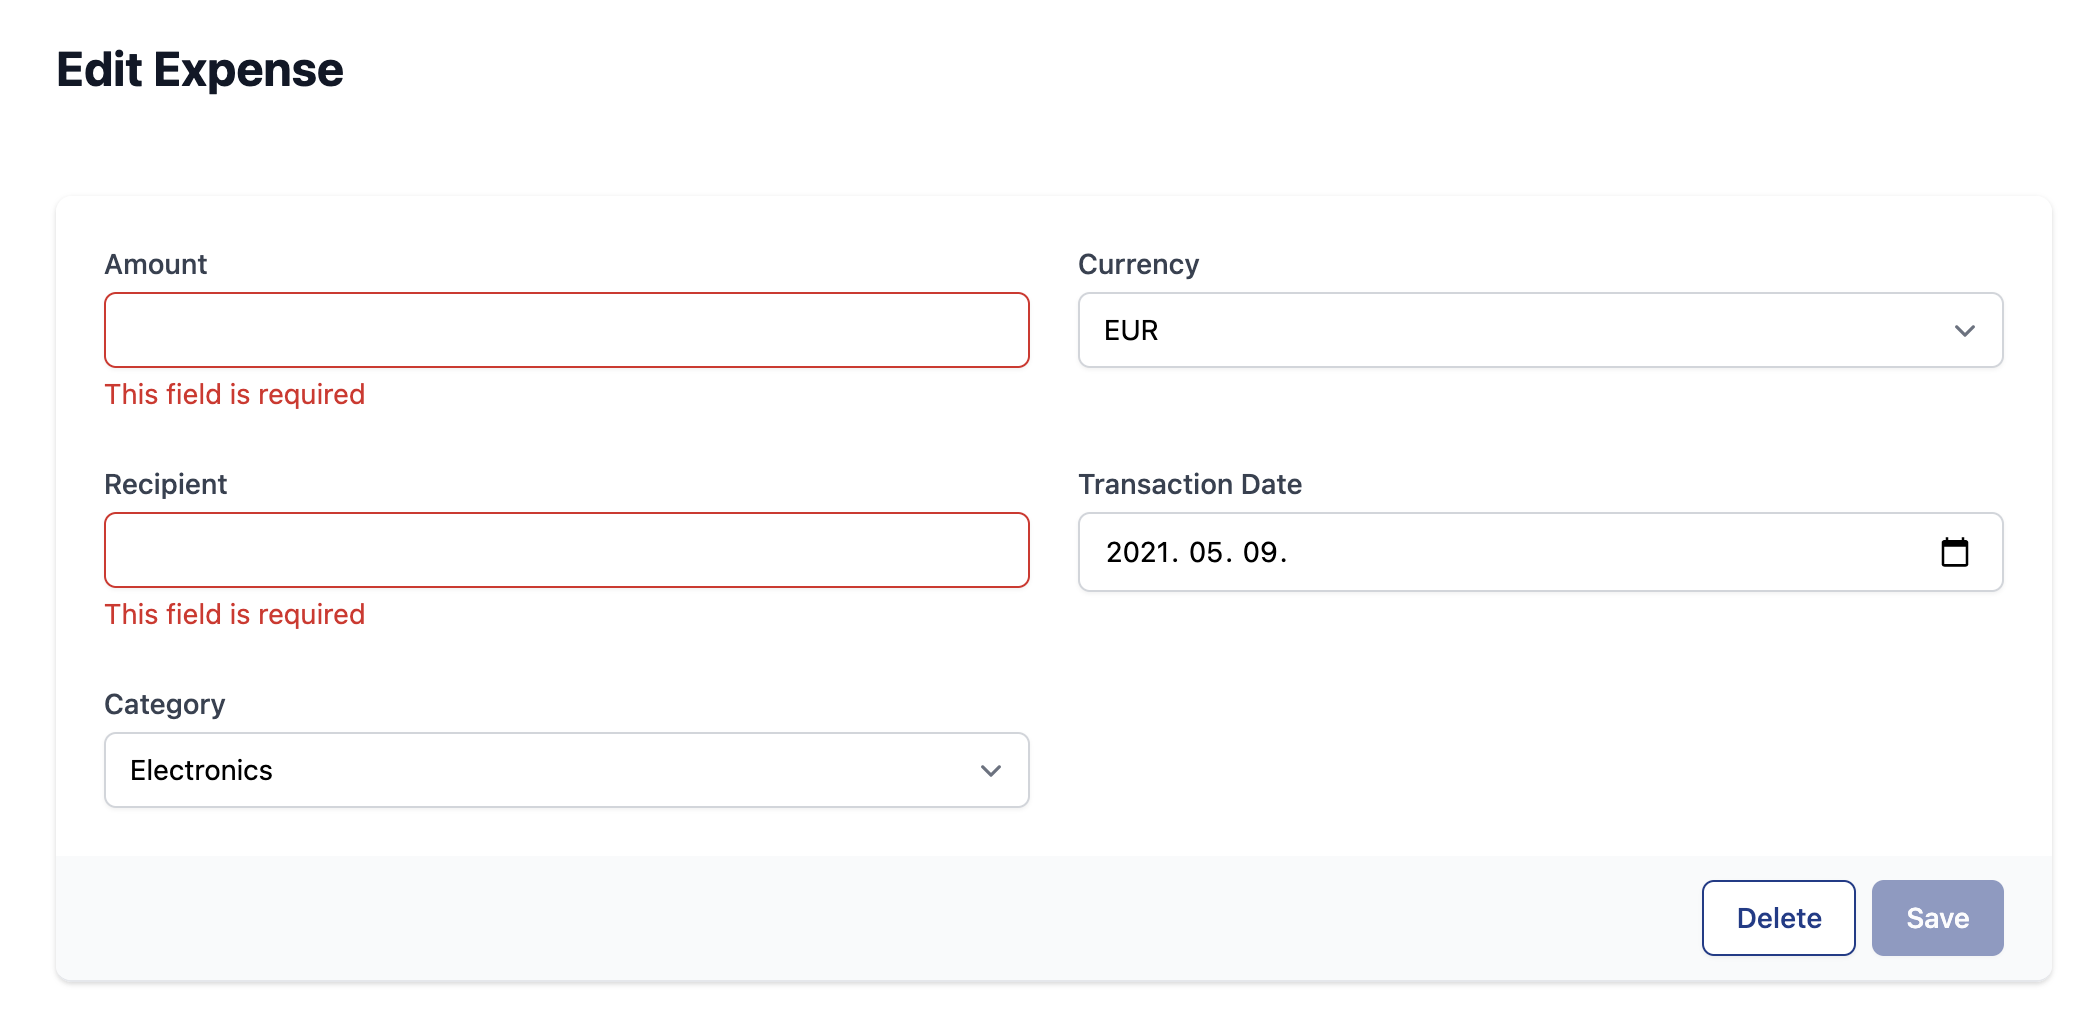 Edit Expense
Amount
Currency
EUR
This field is required
Recipient
Transaction Date
2021. 05. 09.
This field is required
Category
Electronics
Delete
Save